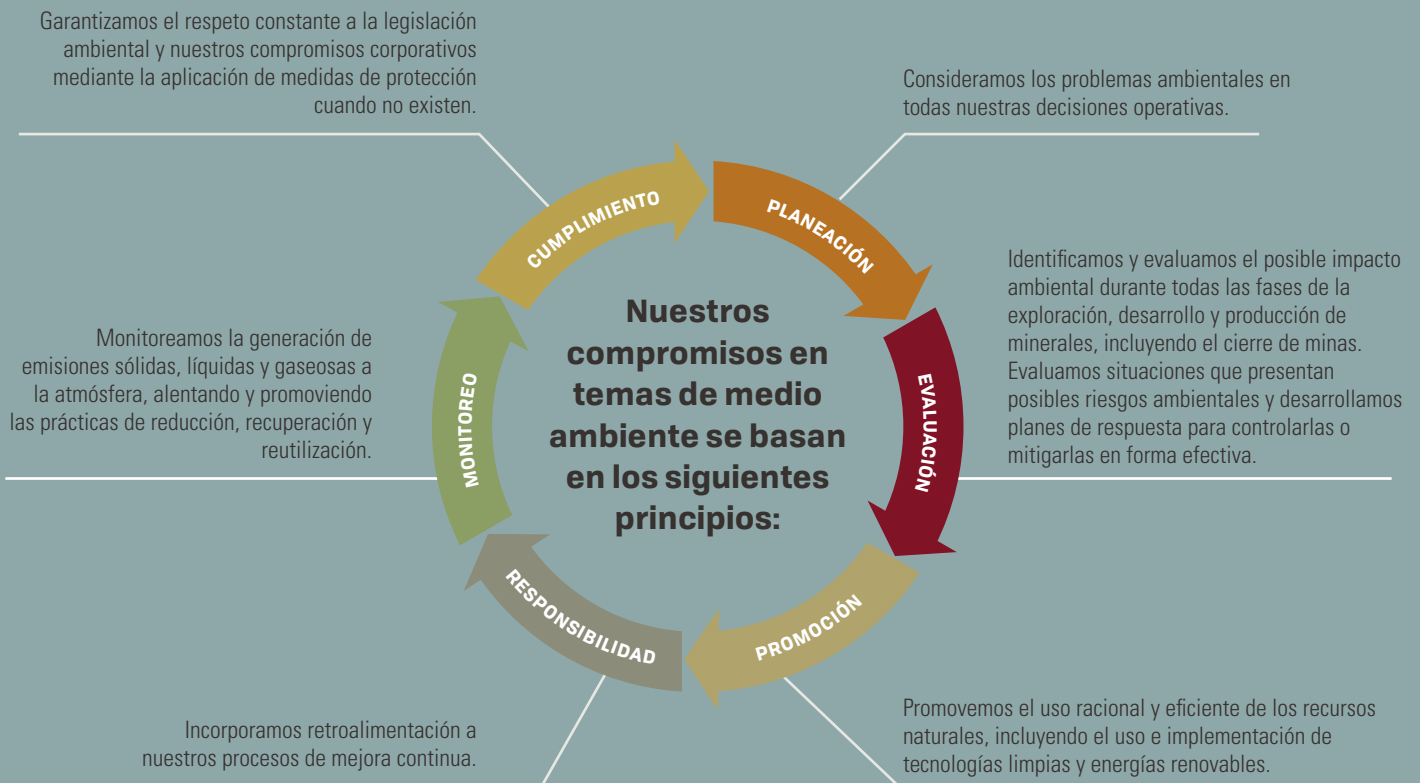 Garantizamos el respeto constante a la legislación
ambiental y nuestros compromisos corporativos
mediante la aplicación de medidas de protección
cuando no existen.
Consideramos los problemas ambientales en
todas nuestras decisiones operativas.
CUMPLIMIENTO
PLANEACIÓN
Identificamos y evaluamos el posible impacto
ambiental durante todas las fases de la
exploración, desarrollo y producción de
minerales, incluyendo el cierre de minas.
Evaluamos situaciones que presentan
posibles riesgos ambientales y desarrollamos
planes de respuesta para controlarlas o
mitigarlas en forma efectiva.
Nuestros
compromisos en
temas de medio
ambiente se basan
en los siguientes
principios:
Monitoreamos la generación de
emisiones sólidas, líquidas y gaseosas a
la atmósfera, alentando y promoviendo
las prácticas de reducción, recuperación y
reutilización.
MONITOREO
EVALUACIÓN
RESPONSIBILIDAD
PROMOCIÓN
Incorporamos retroalimentación a
nuestros procesos de mejora continua.
Promovemos el uso racional y eficiente de los recursos
naturales, incluyendo el uso e implementación de
tecnologías limpias y energías renovables.